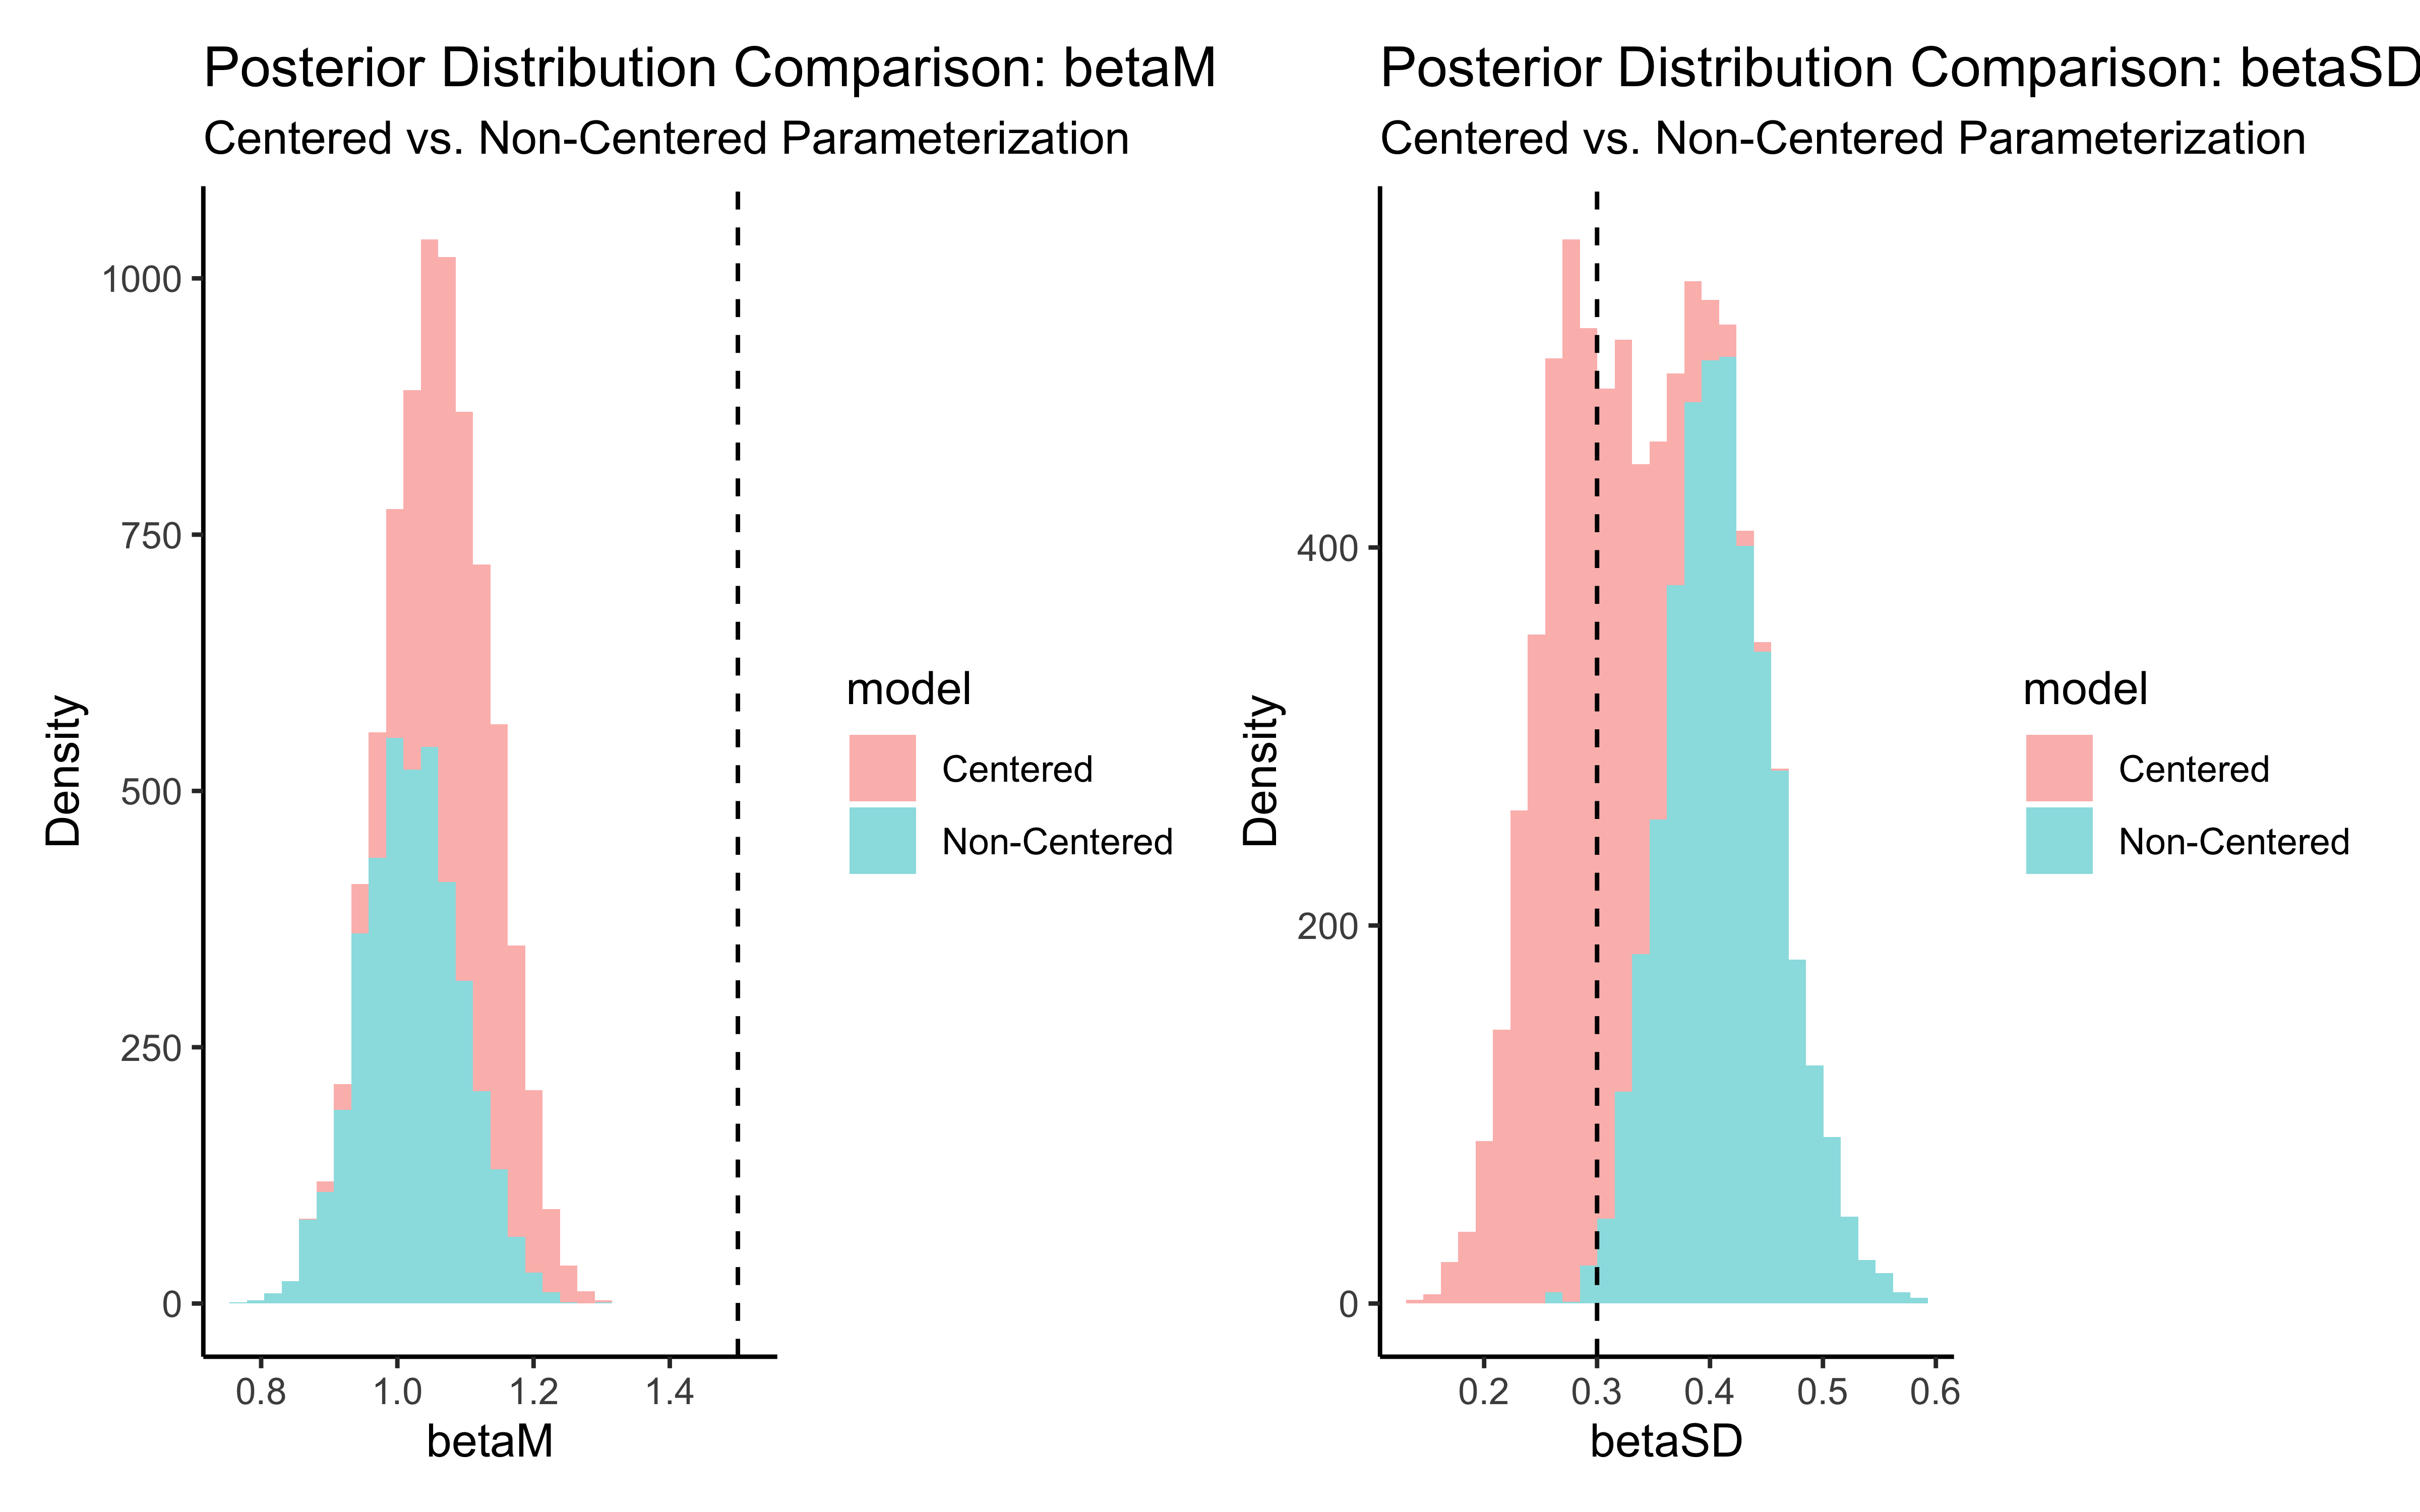 Posterior Distribution Comparison: betaM
Centered vs. Non-Centered Parameterization
1000
750
500
250
0
Density
0.8 1.0 1.2 1.4
betaM
model
Centered
Non-Centered
Posterior Distribution Comparison: betaSD
Centered vs. Non-Centered Parameterization
400
200
0
Density
0.2 0.3 0.4 0.5 0.6
betaSD
model
Centered
Non-Centered